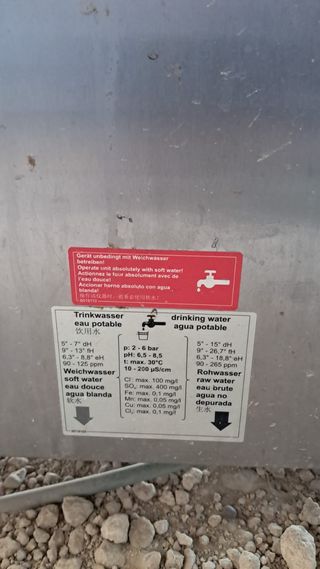 Gerät unbedingt mit Weichwasser
betreiben!
Operate unit absolutely with soft water!
Actionnez le four absolument avec de
l'eau douce!
Accionar horno absoluto con agua
blanda!
Trinkwasser
eau potable
饮用水
drinking water
agua potable
5° - 7° dH
9° - 13° fH
6,3° - 8,8° eH
90 - 125 ppm
Weichwasser
soft water
eau douce
agua blanda
软水
p: 2 - 6 bar
pH: 6,5 - 8,5
t: max. 30°C
10 - 200 µS/cm
Cl⁻: max. 100 mg/l
SO₄: max. 400 mg/l
Fe: max. 0,1 mg/l
Mn: max. 0,05 mg/l
Cu: max. 0,05 mg/l
Cl₂: max. 0,1 mg/l
5° - 15° dH
9° - 26,7° fH
6,3° - 18,8° eH
90 - 265 ppm
Rohwasser
raw water
eau brute
agua no
depurada
生水